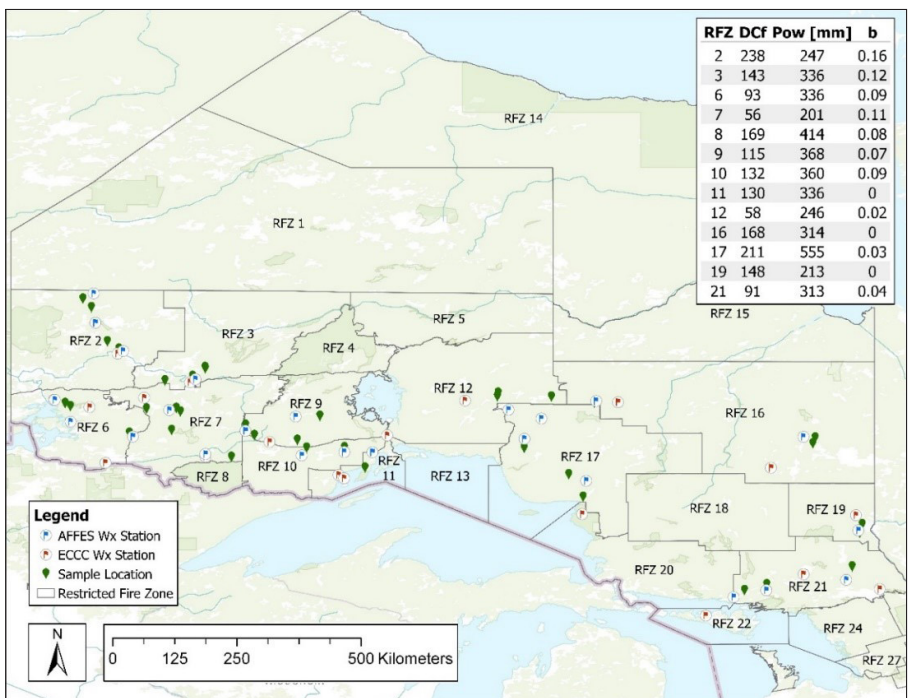 RFZ DCf Pow [mm] b
2 238 247 0.16
3 143 336 0.12
6 93 336 0.09
7 56 201 0.11
8 169 414 0.08
9 115 368 0.07
10 132 360 0.09
11 130 336 0
12 58 246 0.02
16 168 314 0
17 211 555 0.03
19 148 213 0
21 91 313 0.04
RFZ 14
RFZ 1
RFZ 15
RFZ 5
RFZ 3
RFZ 2
RFZ 4
RFZ 12
RFZ 9
RFZ 16
RFZ 6
RFZ 7
RFZ 10
RFZ 17
RFZ 8
RFZ
11
RFZ 13
RFZ 18
RFZ 19
RFZ 20
RFZ 21
RFZ 22
RFZ 24
RFZ 27
Legend
AFFES Wx Station
ECCC Wx Station
Sample Location
Restricted Fire Zone
N
0 125 250 500 Kilometers